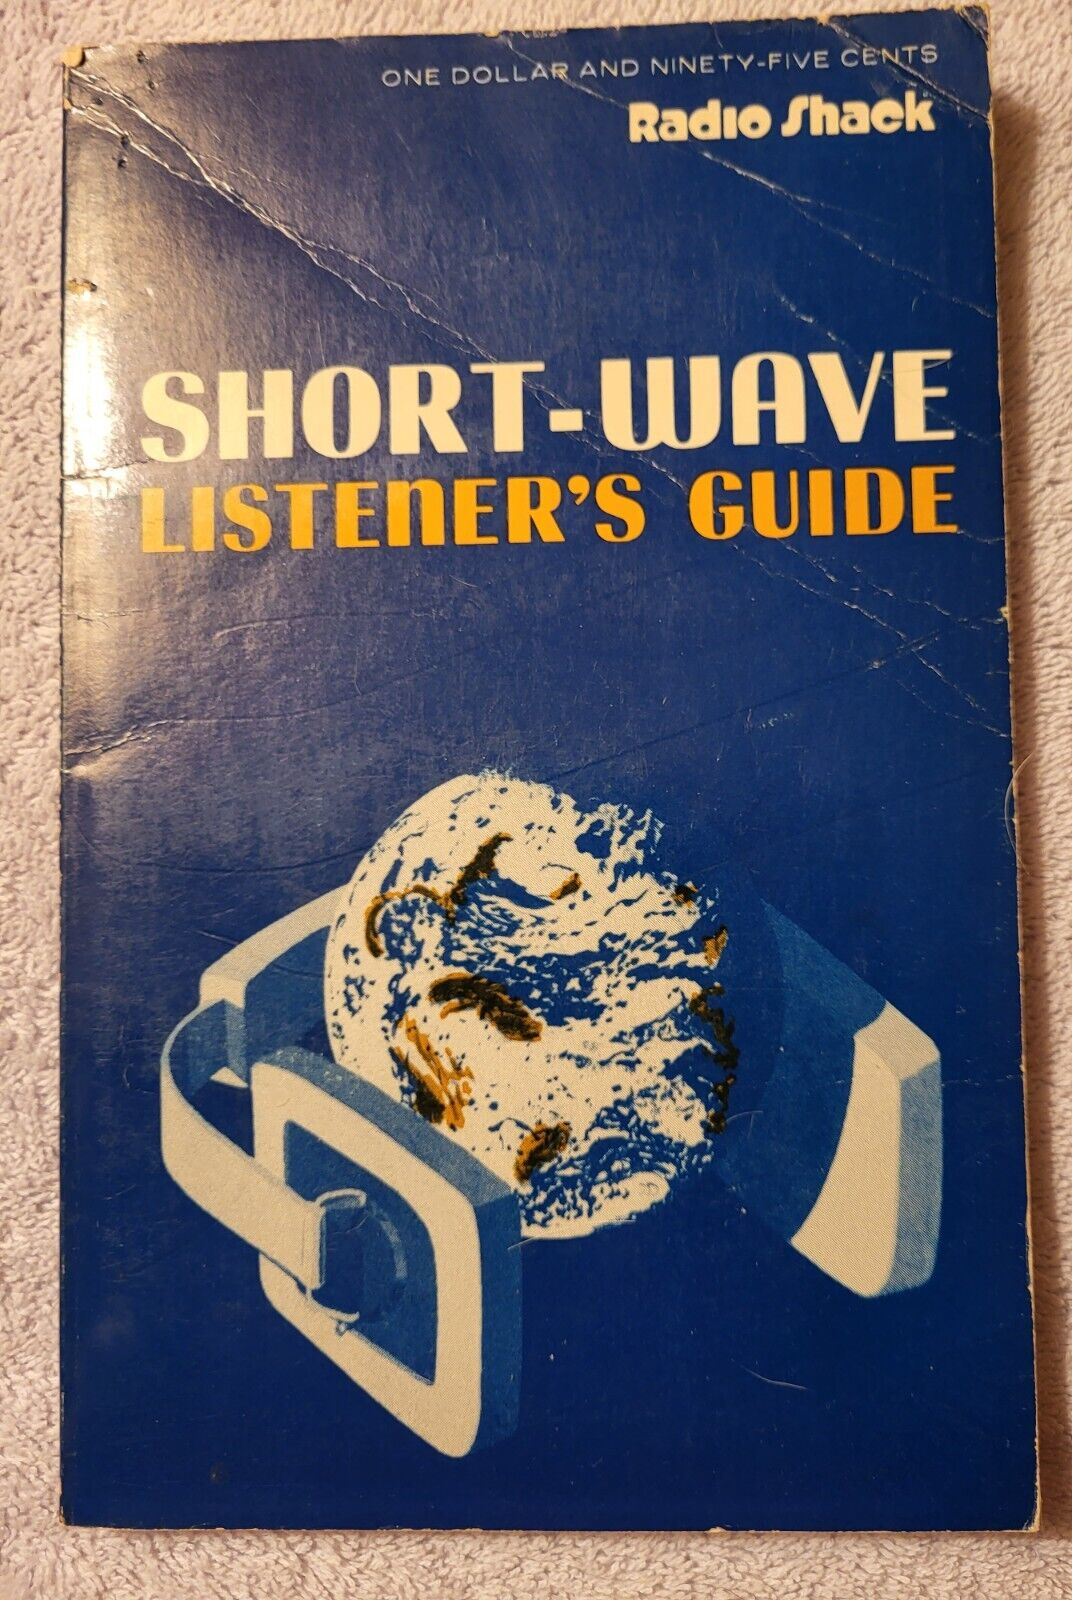 ONE DOLLAR AND NINETY-FIVE CENTS
Radio Shack
SHORT-WAVE
LISTENER'S GUIDE